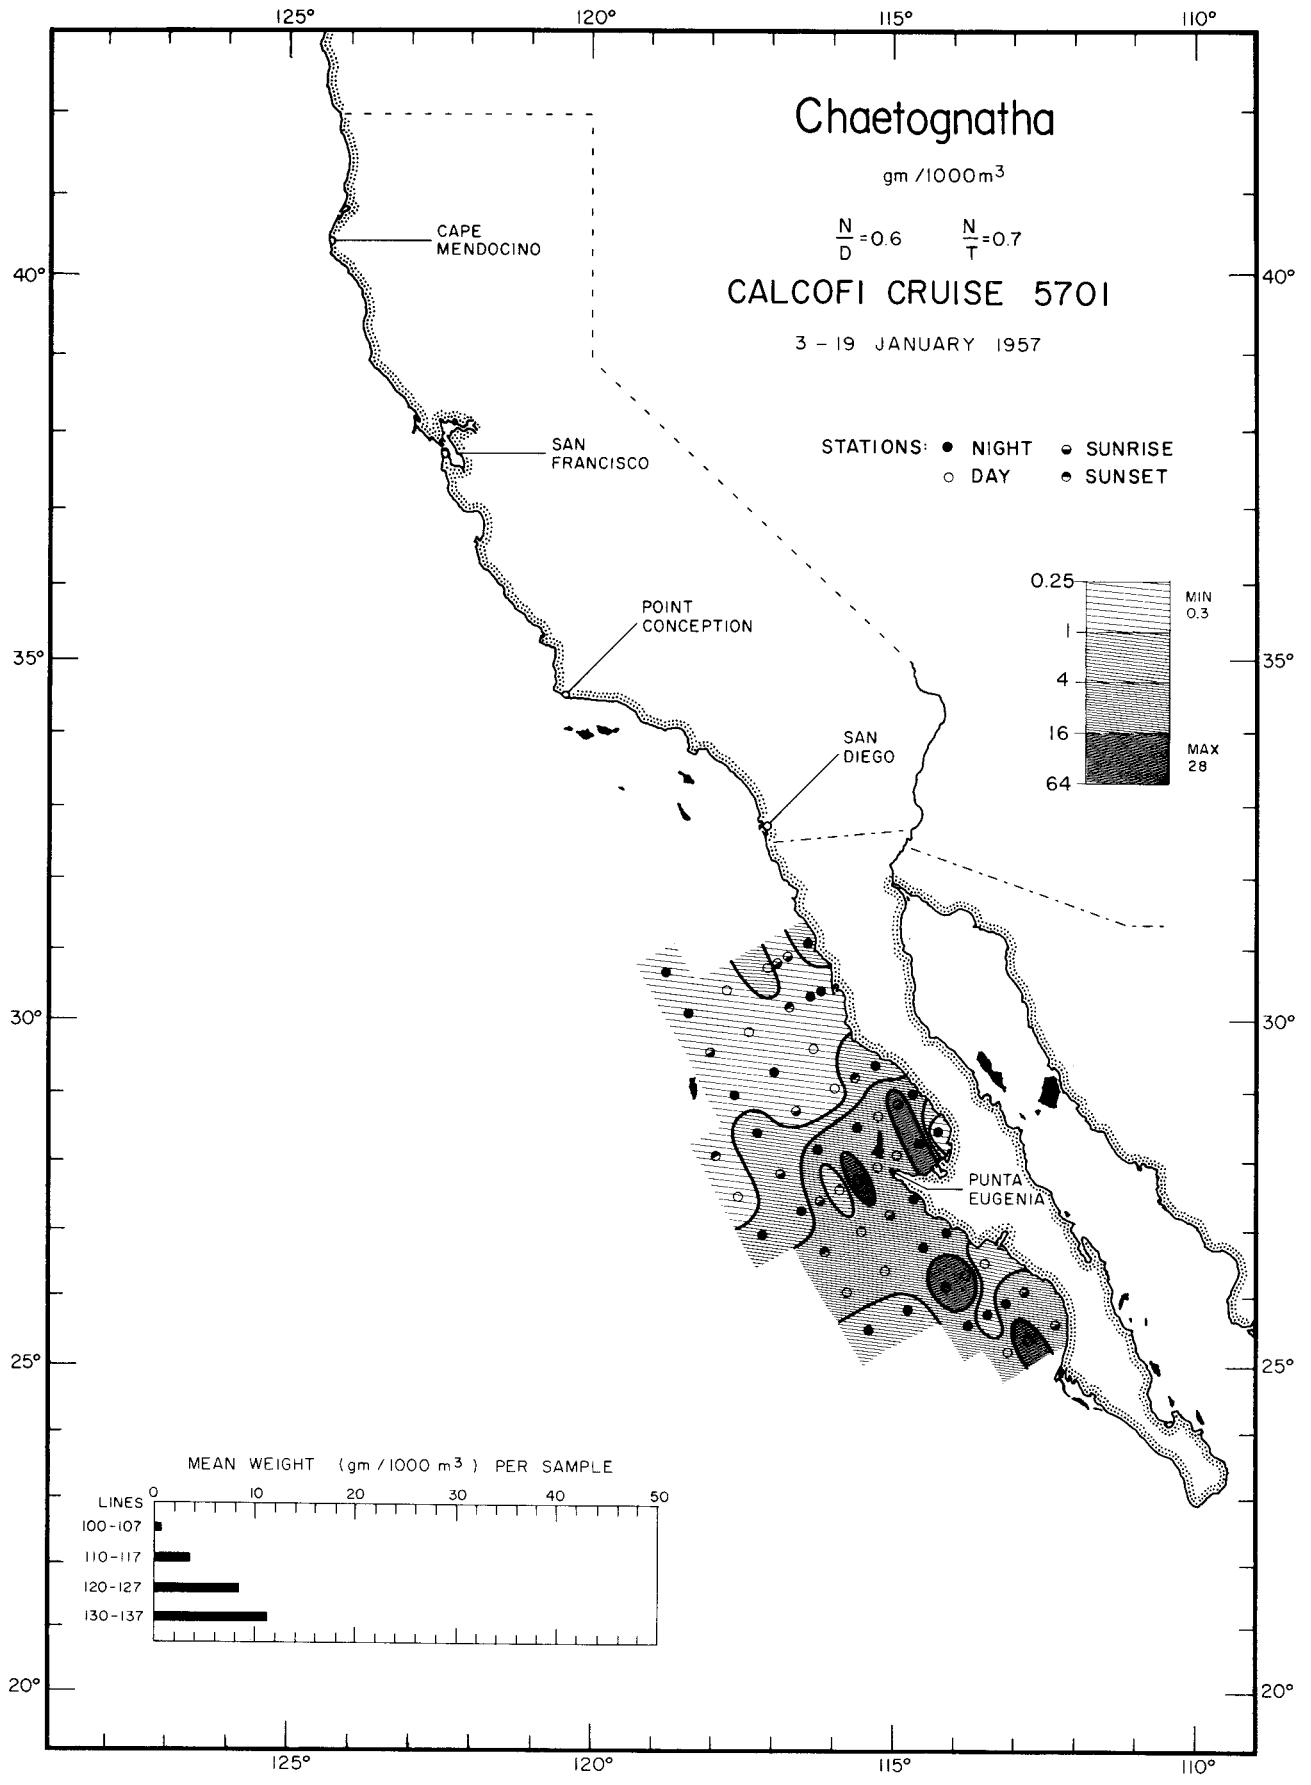 125° 120° 115° 110°
Chaetognatha
gm/1000m³
N/D=0.6 N/T=0.7
CALCOFI CRUISE 5701
3-19 JANUARY 1957
CAPE
MENDOCINO
40° 40°
STATIONS: ● NIGHT ◒ SUNRISE
○ DAY ◓ SUNSET
SAN
FRANCISCO
0.25
MIN
0.3
1
POINT
CONCEPTION
35° 35°
4
16
MAX
28
64
SAN
DIEGO
30° 30°
PUNTA
EUGENIA
25° 25°
MEAN WEIGHT (gm/1000 m³) PER SAMPLE
LINES 0 10 20 30 40 50
100-107
110-117
120-127
130-137
20° 20°
125° 120° 115° 110°